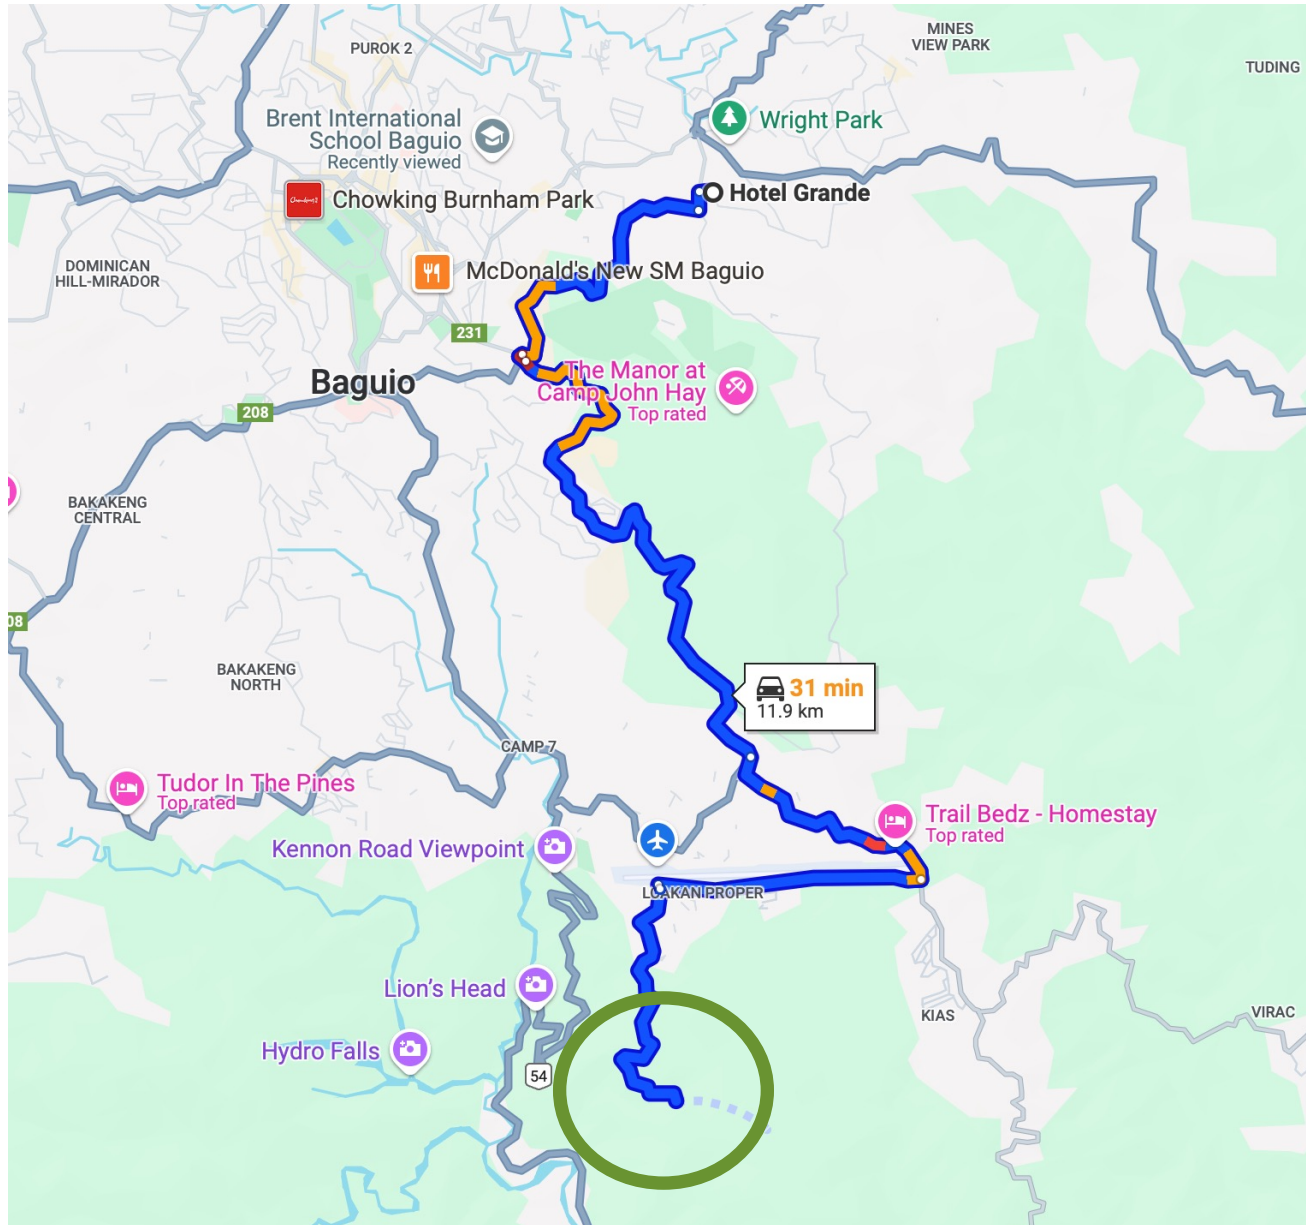 MINES
VIEW PARK
PUROK 2
TUDING
Brent International
School Baguio
Recently viewed
Wright Park
Chowking Burnham Park
Hotel Grande
DOMINICAN
HILL-MIRADOR
McDonald's New SM Baguio
231
The Manor at
Camp John Hay
Top rated
Baguio
208
BAKAKENG
CENTRAL
08
BAKAKENG
NORTH
31 min
11.9 km
CAMP 7
Tudor In The Pines
Top rated
Trail Bedz - Homestay
Top rated
Kennon Road Viewpoint
LOAKAN PROPER
Lion's Head
KIAS
VIRAC
Hydro Falls
54